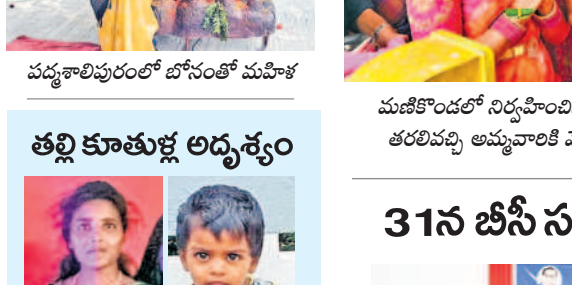 పద్మశాలిపురంలో బోనంతో మహిళ
తల్లి కూతుళ్ల అదృశ్యం
మణికొండలో నిర్వహించి
తరలివచ్చి అమ్మవారికి
31న బీసీ స